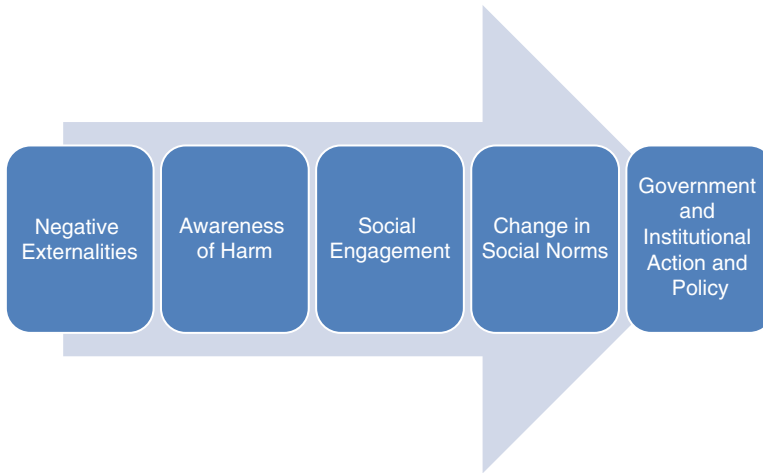 Negative
Externalities
Awareness
of Harm
Social
Engagement
Change in
Social Norms
Government
and
Institutional
Action and
Policy